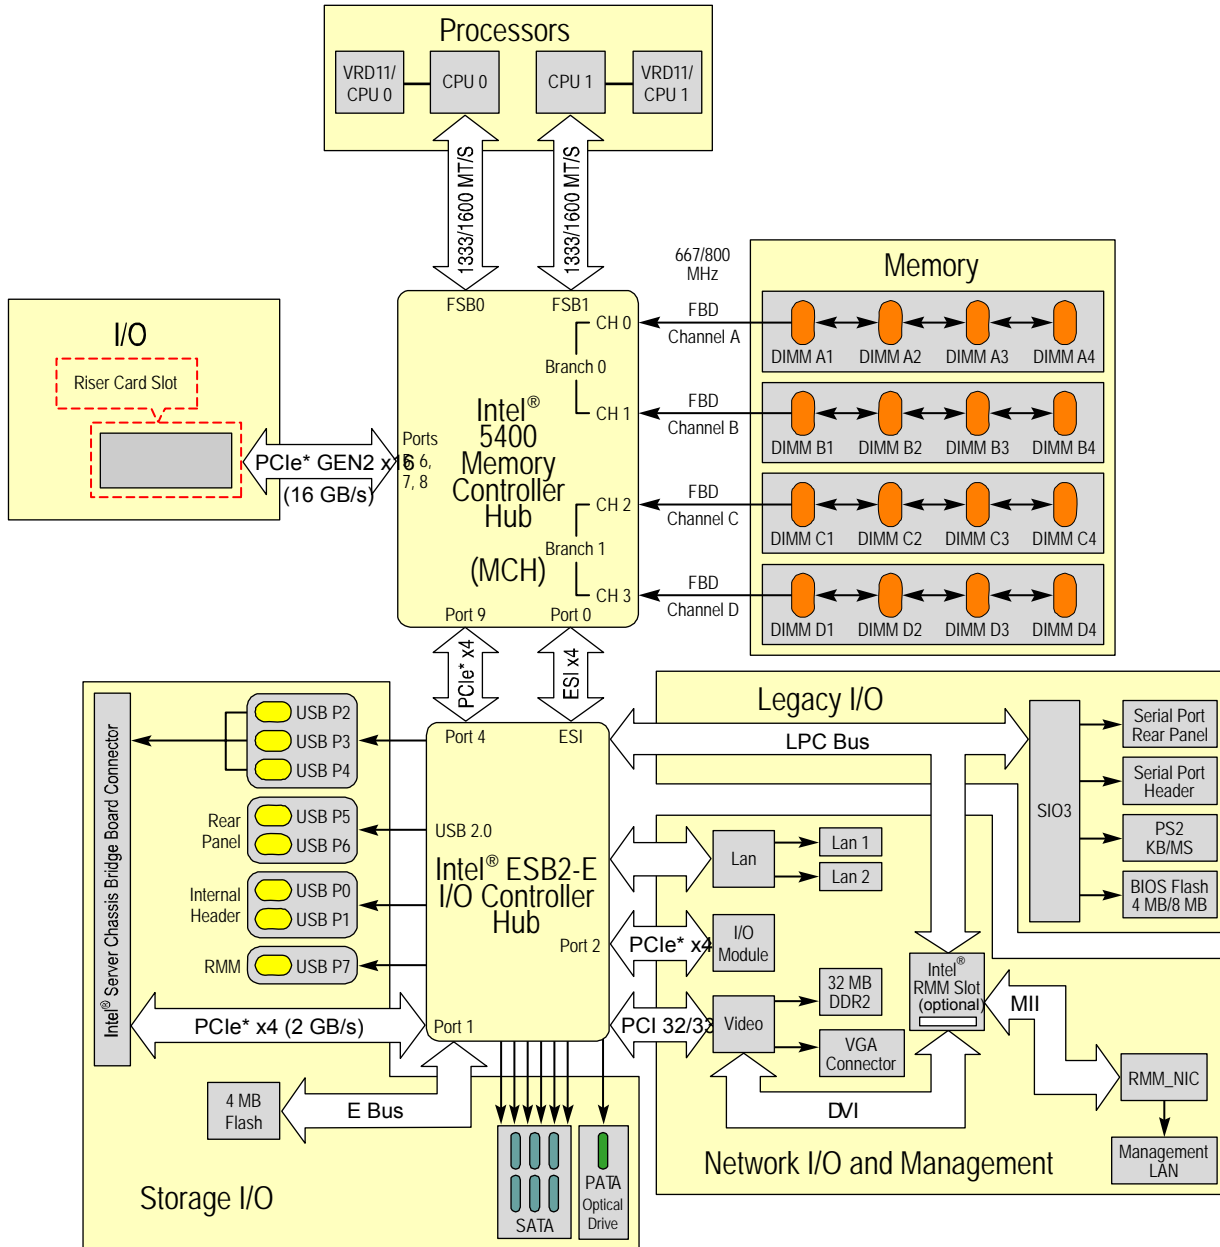 Processors
VRD11/
CPU 0
CPU 0
CPU 1
VRD11/
CPU 1
1333/1600 MT/S
1333/1600 MT/S
667/800
MHz
Memory
FSB0
FSB1
CH 0
FBD
Channel A
DIMM A1
DIMM A2
DIMM A3
DIMM A4
Branch 0
CH 1
FBD
Channel B
DIMM B1
DIMM B2
DIMM B3
DIMM B4
I/O
Riser Card Slot
PCIe* GEN2 x16
(16 GB/s)
Ports
6,
7, 8
Intel®
5400
Memory
Controller
Hub
(MCH)
CH 2
FBD
Channel C
DIMM C1
DIMM C2
DIMM C3
DIMM C4
Branch 1
CH 3
FBD
Channel D
DIMM D1
DIMM D2
DIMM D3
DIMM D4
Port 9
Port 0
PCIe* x4
ESI x4
Intel® Server Chassis Bridge Board Connector
USB P2
USB P3
USB P4
Rear
Panel
USB P5
USB P6
Internal
Header
USB P0
USB P1
RMM
USB P7
PCIe* x4 (2 GB/s)
Port 4
ESI
USB 2.0
Intel® ESB2-E
I/O Controller
Hub
Port 2
Port 1
Legacy I/O
LPC Bus
SIO3
Serial Port
Rear Panel
Serial Port
Header
PS2
KB/MS
BIOS Flash
4 MB/8 MB
Lan
Lan 1
Lan 2
PCIe* x4
I/O
Module
PCI 32/33
Video
32 MB
DDR2
VGA
Connector
Intel®
RMM Slot
(optional)
MII
DVI
RMM_NIC
Management
LAN
Network I/O and Management
4 MB
Flash
E Bus
SATA
PATA
Optical
Drive
Storage I/O